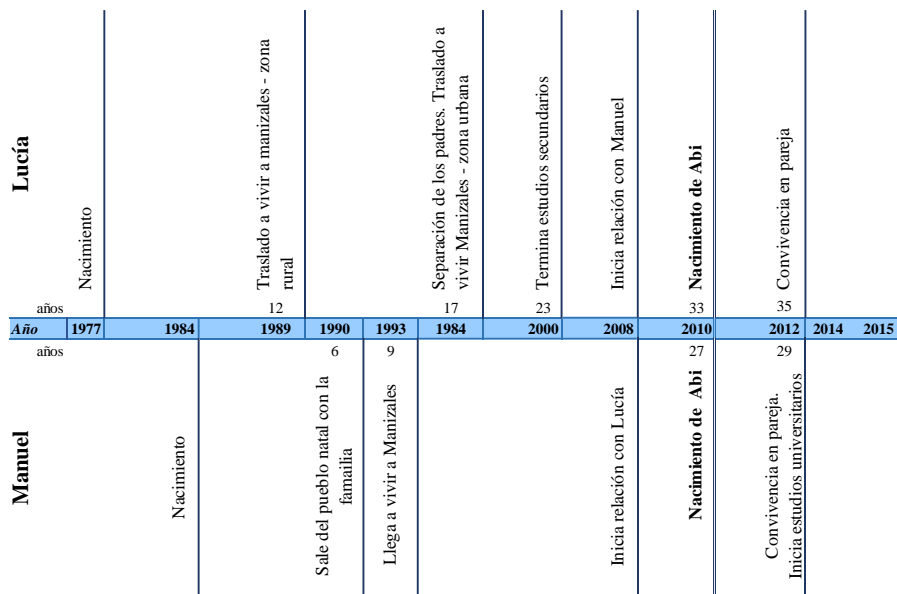 Lucía
Nacimiento
Traslado a vivir a manizales - zona
rural
Separación de los padres. Traslado a
vivir Manizales - zona urbana
Termina estudios secundarios
Inicia relación con Manuel
Nacimiento de Abi
Convivencia en pareja
años 12 17 23 33 35
Año 1977 1984 1989 1990 1993 1984 2000 2008 2010 2012 2014 2015
años 6 9 27 29
Manuel
Nacimiento
Sale del pueblo natal con la
famailia
Llega a vivir a Manizales
Inicia relación con Lucía
Nacimiento de Abi
Convivencia en pareja.
Inicia estudios universitarios